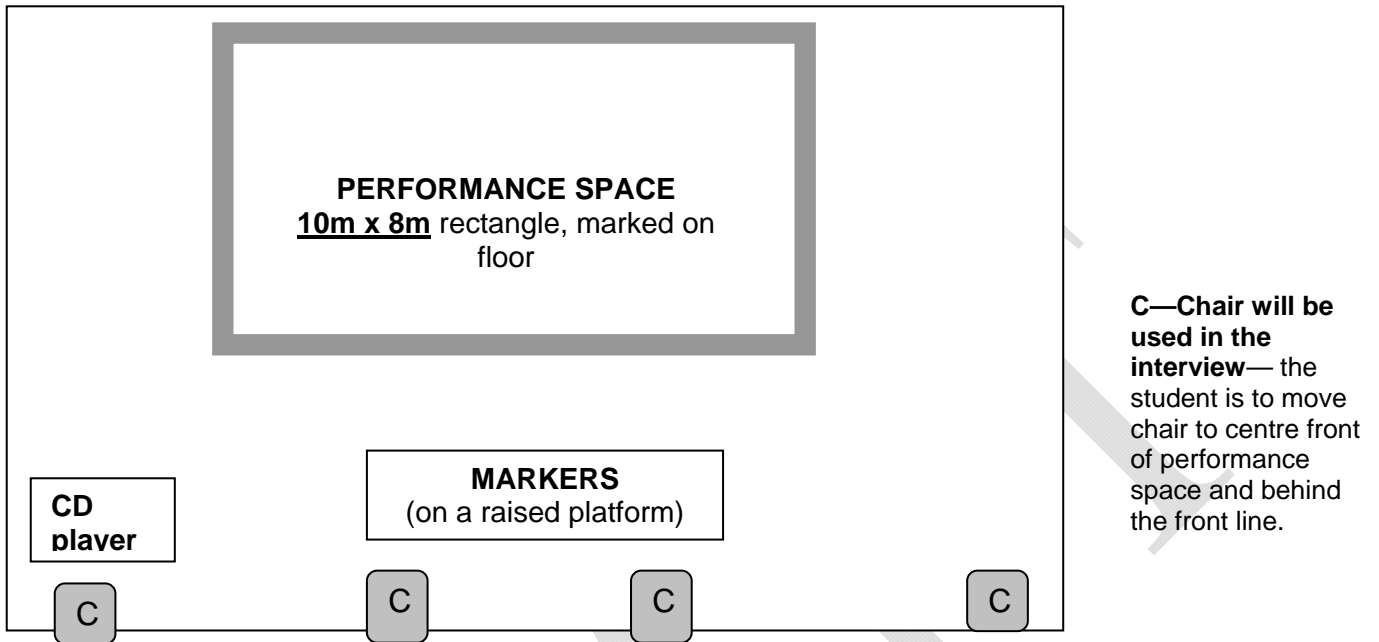 PERFORMANCE SPACE
10m x 8m rectangle, marked on
floor
C—Chair will be
used in the
interview— the
student is to move
chair to centre front
of performance
space and behind
the front line.
MARKERS
(on a raised platform)
CD
player
C
C
C
C